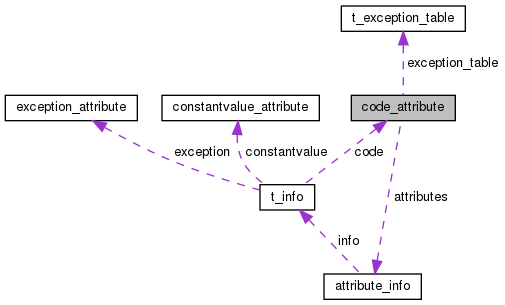 t_exception_table
exception_table
exception_attribute
constantvalue_attribute
code_attribute
exception
constantvalue
code
t_info
attributes
info
attribute_info